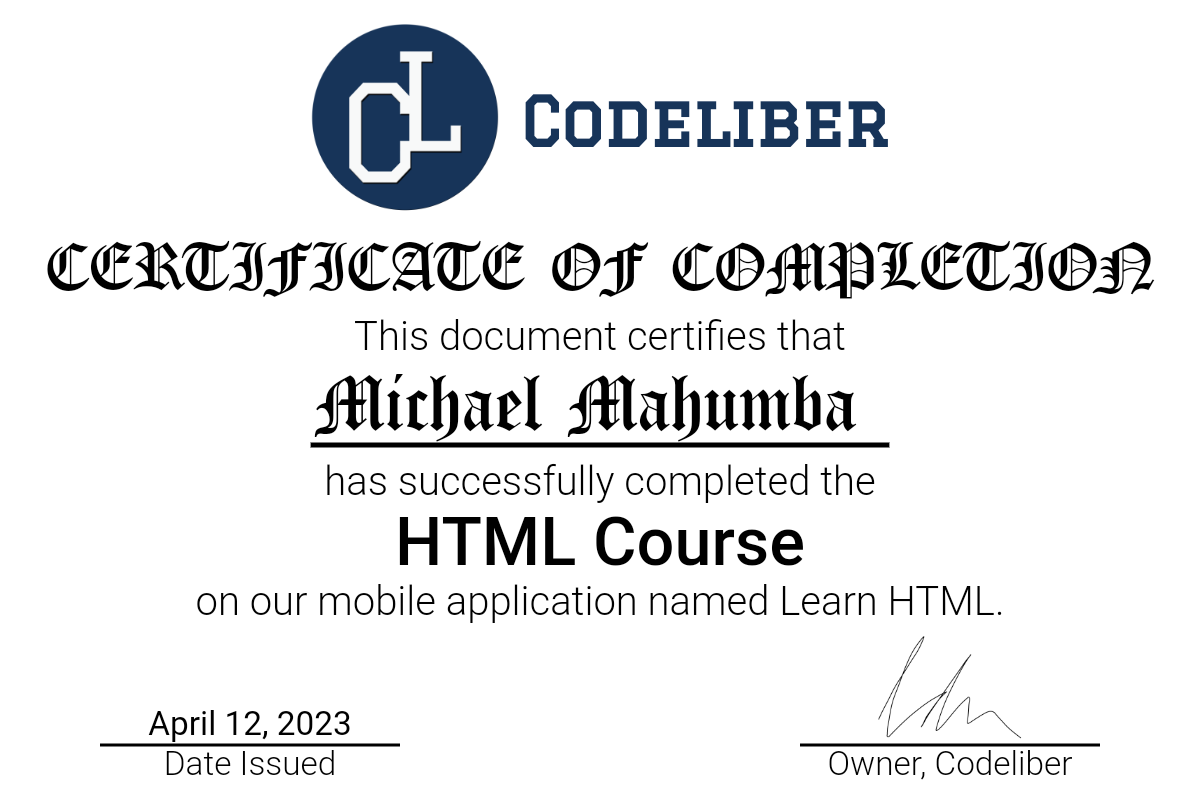 CL
CODELIBER
CERTIFICATE OF COMPLETION
This document certifies that
Michael Mahumba
has successfully completed the
HTML Course
on our mobile application named Learn HTML.
April 12, 2023
Date Issued
Owner, Codeliber